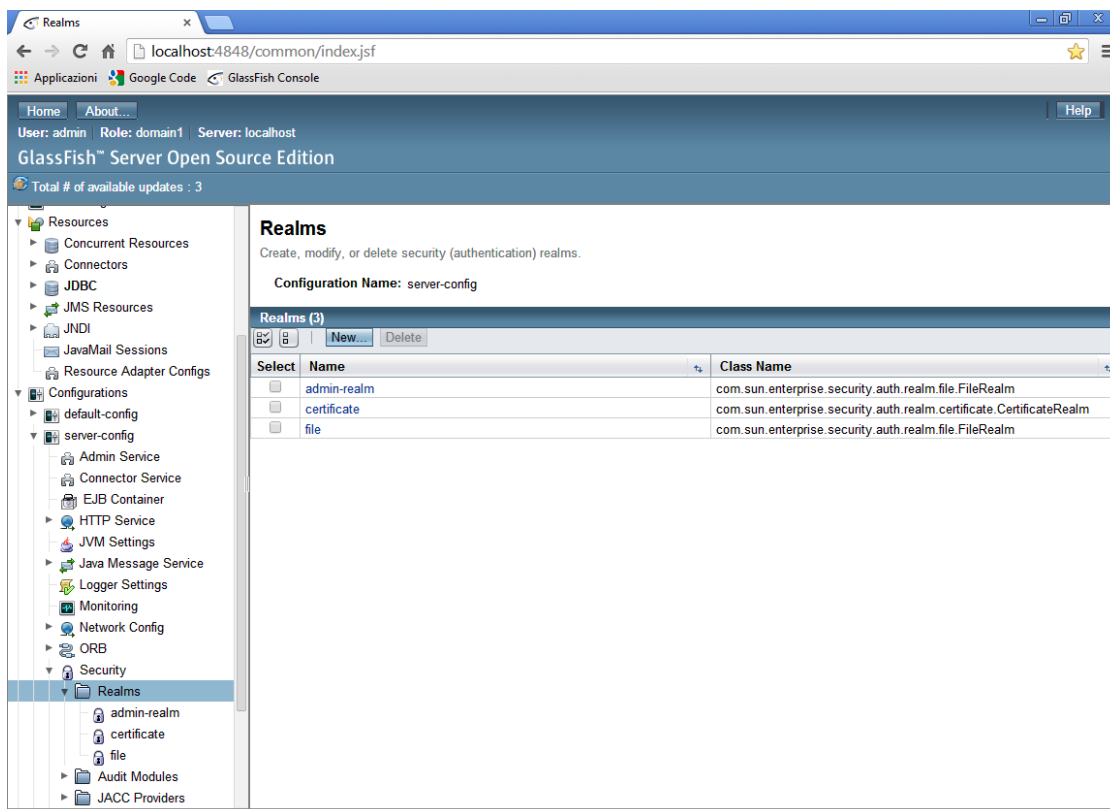 Realms
localhost:4848/common/index.jsf
Applicazioni Google Code GlassFish Console
Home About... Help
User: admin Role: domain1 Server: localhost
GlassFish™ Server Open Source Edition
Total # of available updates : 3
Resources
Concurrent Resources
Connectors
JDBC
JMS Resources
JNDI
JavaMail Sessions
Resource Adapter Configs
Configurations
default-config
server-config
Admin Service
Connector Service
EJB Container
HTTP Service
JVM Settings
Java Message Service
Logger Settings
Monitoring
Network Config
ORB
Security
Realms
admin-realm
certificate
file
Audit Modules
JACC Providers
Realms
Create, modify, or delete security (authentication) realms.
Configuration Name: server-config
Realms (3)
New... Delete
Select Name Class Name
admin-realm com.sun.enterprise.security.auth.realm.file.FileRealm
certificate com.sun.enterprise.security.auth.realm.certificate.CertificateRealm
file com.sun.enterprise.security.auth.realm.file.FileRealm